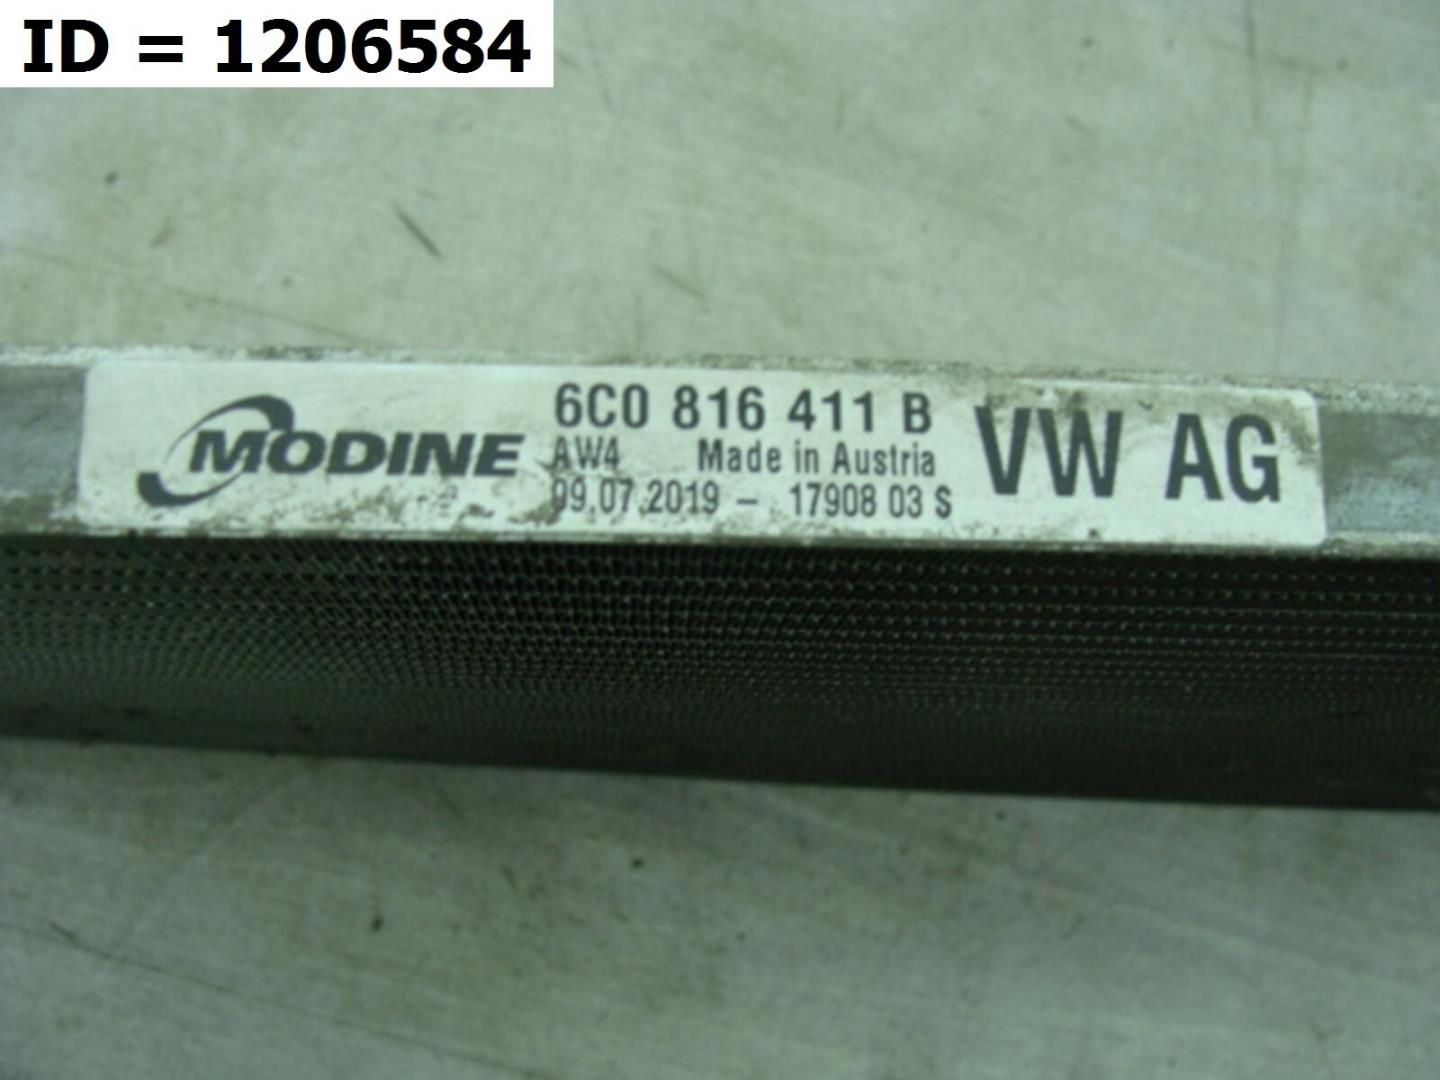 ID = 1206584
MODINE
6C0 816 411 B
AW4 Made in Austria
09.07.2019 - 17908 03 S
VW AG